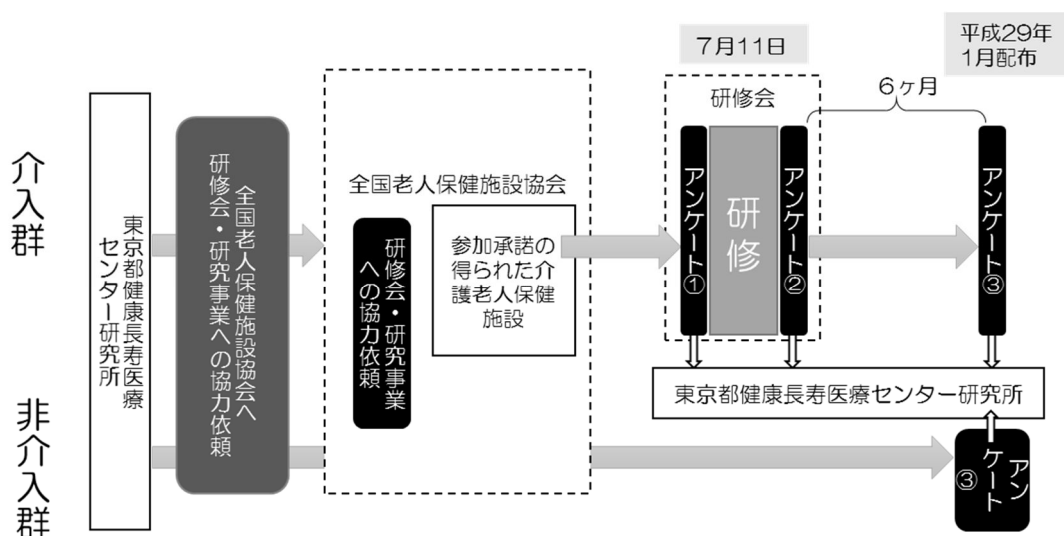 介入群
非介入群
東京都健康長寿医療
センター研究所
全国老人保健施設協会へ
研修会・研究事業への協力依頼
全国老人保健施設協会
研修会・研究事業
への協力依頼
参加承諾の
得られた介
護老人保健
施設
7月11日
研修会
アンケート①
研修
アンケート②
6ヶ月
平成29年
1月配布
アンケート③
東京都健康長寿医療センター研究所
アン
ケート
③